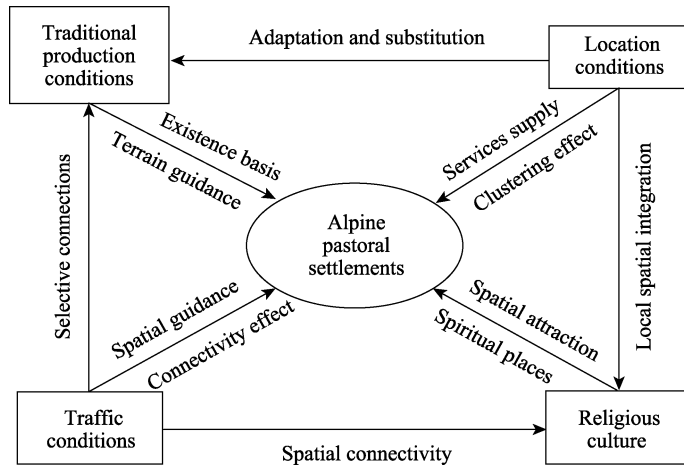 Traditional
production
conditions
Adaptation and substitution
Location
conditions
Existence basis
Terrain guidance
Services supply
Clustering effect
Selective connections
Alpine
pastoral
settlements
Local spatial integration
Spatial guidance
Connectivity effect
Spatial attraction
Spiritual places
Traffic
conditions
Spatial connectivity
Religious
culture